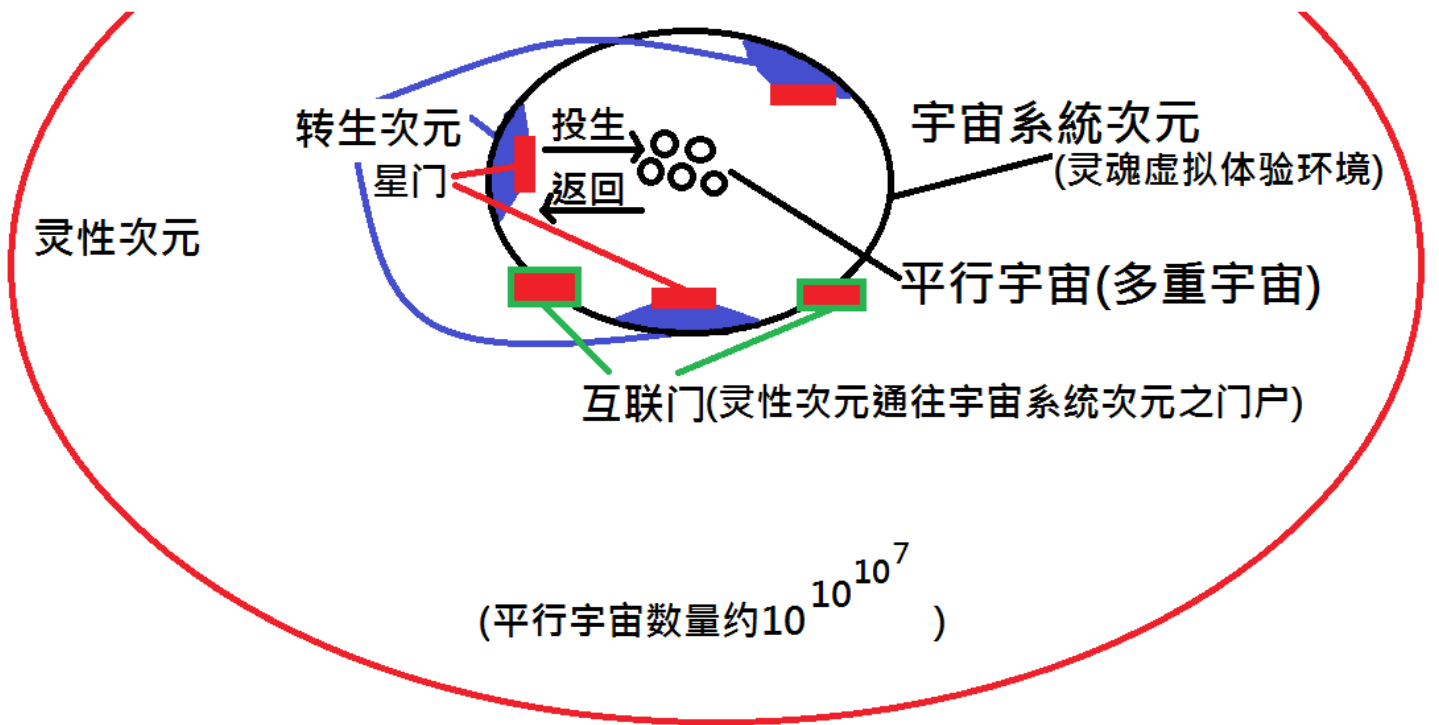 转生次元
星门
投生
返回
宇宙系統次元
(灵魂虚拟体验环境)
灵性次元
平行宇宙(多重宇宙)
互联门(灵性次元通往宇宙系统次元之门户)
(平行宇宙数量约10^10^10^7)